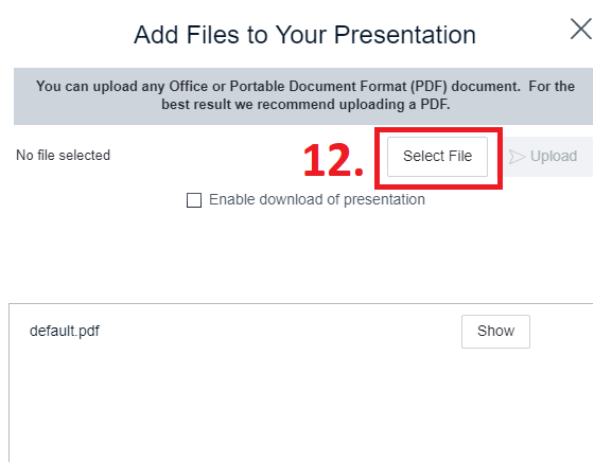 Add Files to Your Presentation
You can upload any Office or Portable Document Format (PDF) document. For the
best result we recommend uploading a PDF.
No file selected
12.
Select File
Upload
Enable download of presentation
default.pdf
Show